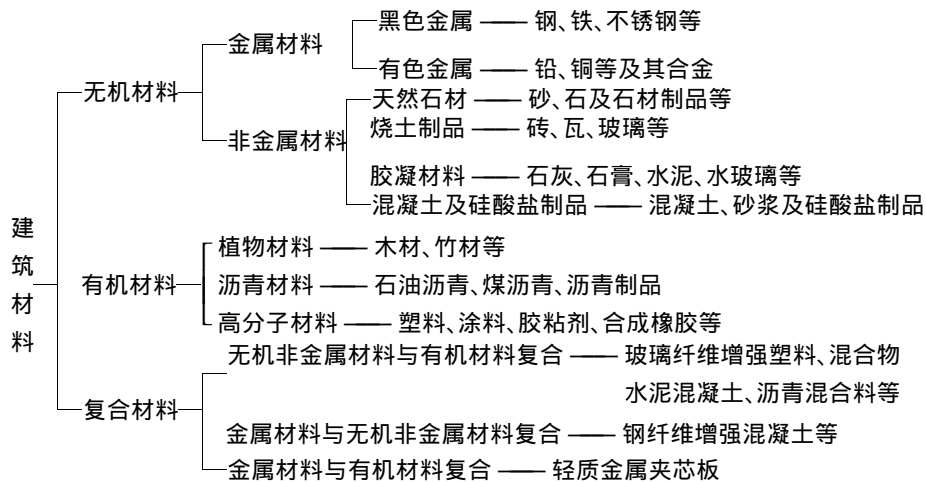 建筑材料
无机材料
金属材料
黑色金属 —— 钢、铁、不锈钢等
有色金属 —— 铅、铜等及其合金
非金属材料
天然石材 —— 砂、石及石材制品等
烧土制品 —— 砖、瓦、玻璃等
胶凝材料 —— 石灰、石膏、水泥、水玻璃等
混凝土及硅酸盐制品 —— 混凝土、砂浆及硅酸盐制品
有机材料
植物材料 —— 木材、竹材等
沥青材料 —— 石油沥青、煤沥青、沥青制品
高分子材料 —— 塑料、涂料、胶粘剂、合成橡胶等
复合材料
无机非金属材料与有机材料复合 —— 玻璃纤维增强塑料、混合物
水泥混凝土、沥青混合料等
金属材料与无机非金属材料复合 —— 钢纤维增强混凝土等
金属材料与有机材料复合 —— 轻质金属夹芯板